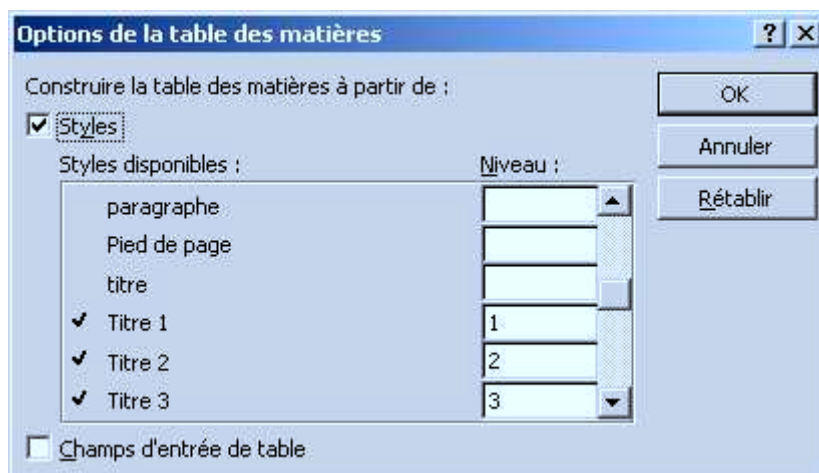 Options de la table des matières
Construire la table des matières à partir de :
OK
Styles
Annuler
Styles disponibles :
Niveau :
Rétablir
paragraphe
Pied de page
titre
Titre 1
1
Titre 2
2
Titre 3
3
Champs d'entrée de table